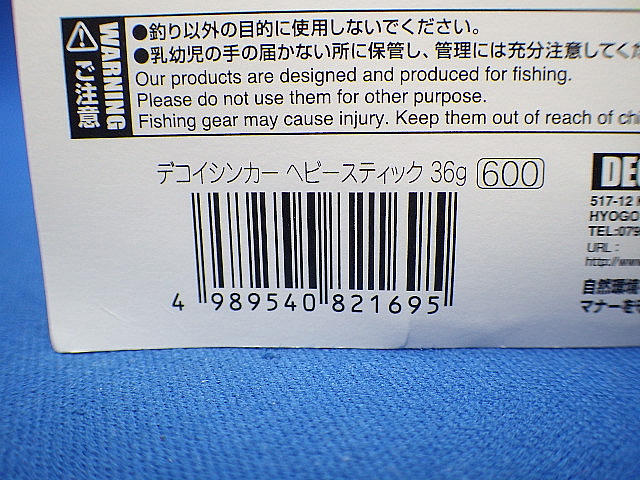 WARNING
ご注意
●釣り以外の目的に使用しないでください。
●乳幼児の手の届かない所に保管し、管理には充分注意してくだ
Our products are designed and produced for fishing.
Please do not use them for other purpose.
Fishing gear may cause injury. Keep them out of reach of chi
デコイシンカー ヘビースティック 36g 600
4 989540 821695
DEC
517-12
HYOGO
TEL:079
URL:
http://ww
自然環境
マナーを守